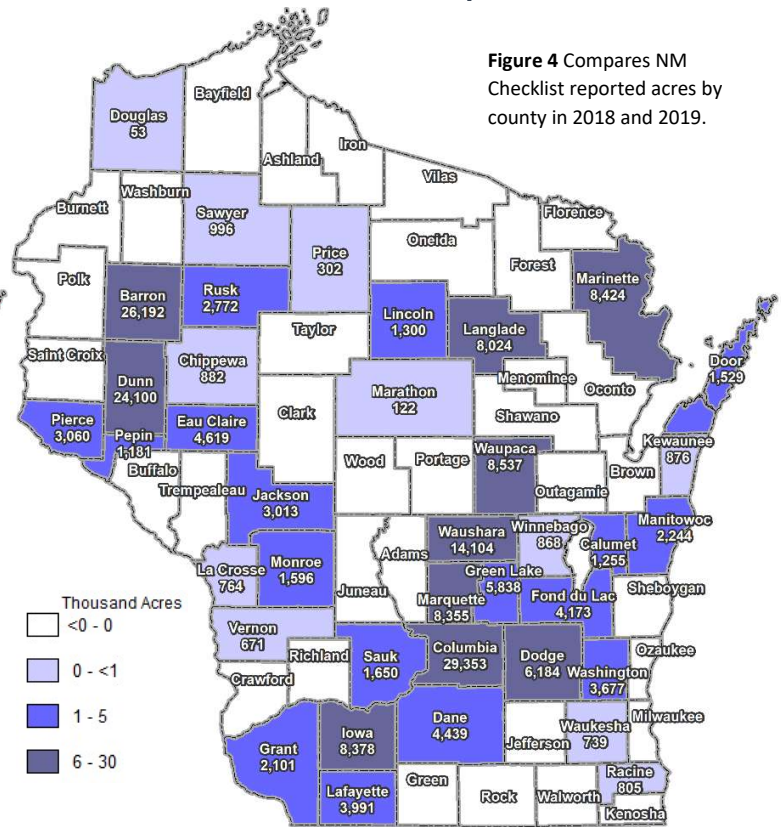 Figure 4 Compares NM
Checklist reported acres by
county in 2018 and 2019.
Douglas
53
Bayfield
Ashland
Iron
Vilas
Burnett
Washburn
Sawyer
996
Price
302
Oneida
Florence
Forest
Marinette
8,424
Polk
Barron
26,192
Rusk
2,772
Lincoln
1,300
Langlade
8,024
Taylor
Saint Croix
Dunn
24,100
Chippewa
882
Marathon
122
Menominee
Oconto
Door
1,529
Shawano
Clark
Pierce
3,060
Pepin
1,181
Eau Claire
4,619
Buffalo
Trempealeau
Jackson
3,013
Wood
Portage
Waupaca
8,537
Outagamie
Brown
Kewaunee
876
Adams
Waushara
14,104
Winnebago
868
Calumet
1,255
Manitowoc
2,244
La Crosse
764
Monroe
1,596
Juneau
Marquette
8,355
Green Lake
5,838
Fond du Lac
4,173
Sheboygan
Vernon
671
Richland
Sauk
1,650
Columbia
29,353
Dodge
6,184
Washington
3,677
Ozaukee
Crawford
Grant
2,101
Iowa
8,378
Dane
4,439
Jefferson
Waukesha
739
Milwaukee
Lafayette
3,991
Green
Rock
Walworth
Racine
805
Kenosha
Thousand Acres
<0 - 0
0 - <1
1 - 5
6 - 30